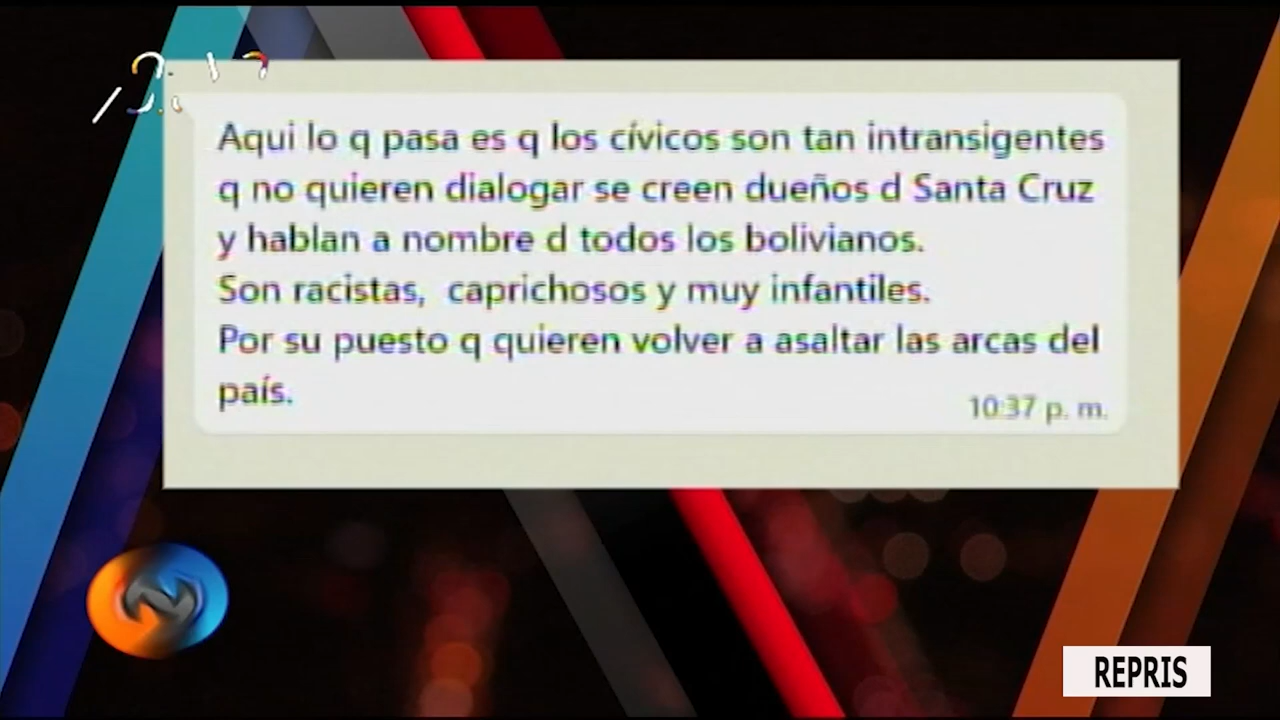 Aqui lo q pasa es q los cívicos son tan intransigentes
q no quieren dialogar se creen dueños d Santa Cruz
y hablan a nombre d todos los bolivianos.
Son racistas,  caprichosos y muy infantiles.
Por su puesto q quieren volver a asaltar las arcas del
país.
10:37 p. m.
REPRIS